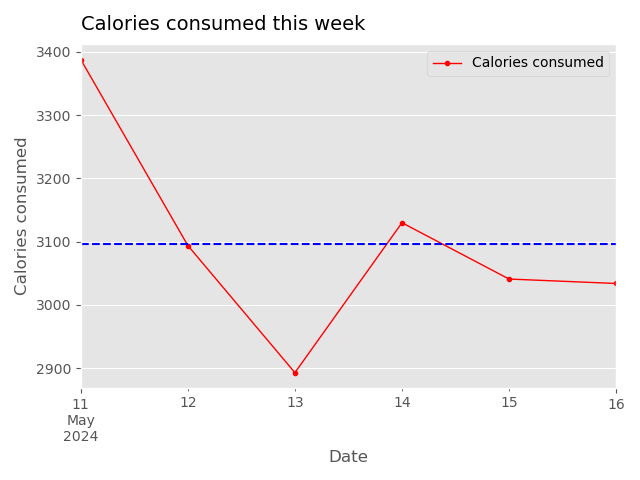 Calories consumed this week
Calories consumed
3400
3300
3200
3100
3000
2900
Calories consumed
11
May
2024
12
13
14
15
16
Date